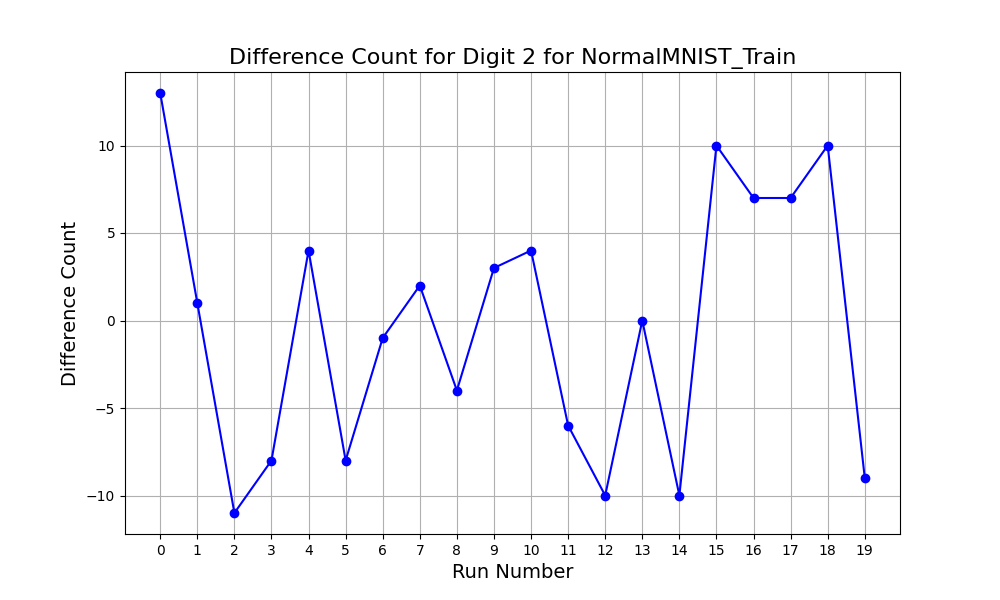 Difference Count for Digit 2 for NormalMNIST_Train
Difference Count
10
5
0
−5
−10
0 1 2 3 4 5 6 7 8 9 10 11 12 13 14 15 16 17 18 19
Run Number